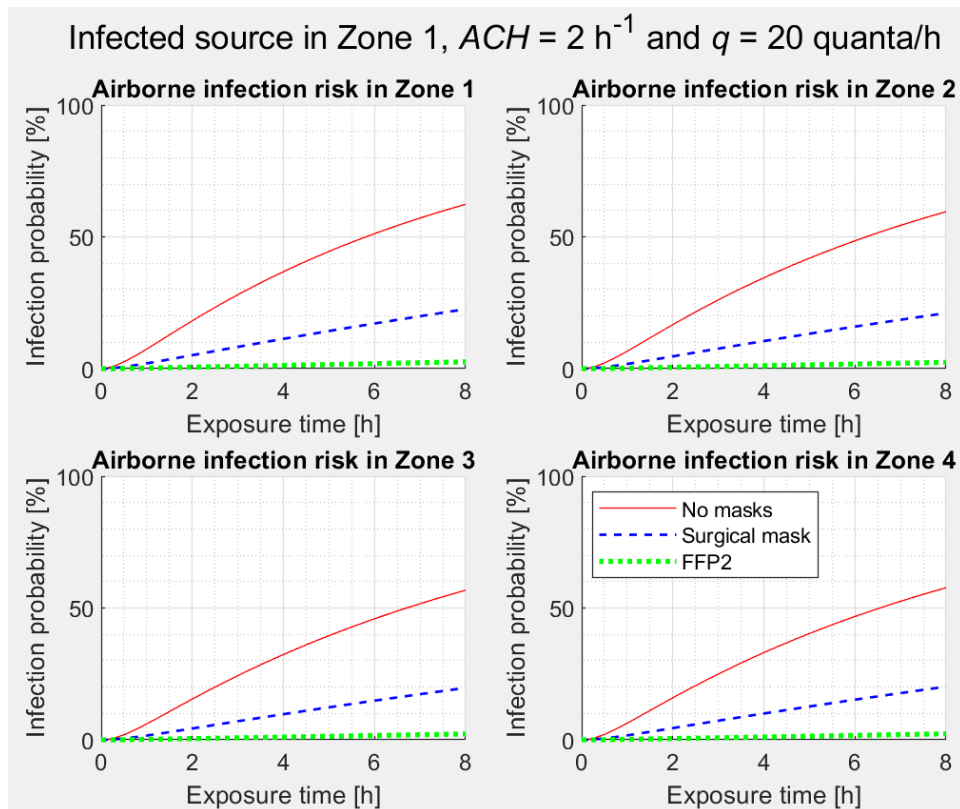 Infected source in Zone 1, ACH = 2 h⁻¹ and q = 20 quanta/h
Airborne infection risk in Zone 1
Infection probability [%]
100
50
0
0 2 4 6 8
Exposure time [h]
Airborne infection risk in Zone 2
Infection probability [%]
100
50
0
0 2 4 6 8
Exposure time [h]
Airborne infection risk in Zone 3
Infection probability [%]
100
50
0
0 2 4 6 8
Exposure time [h]
Airborne infection risk in Zone 4
Infection probability [%]
100
50
0
No masks
Surgical mask
FFP2
0 2 4 6 8
Exposure time [h]